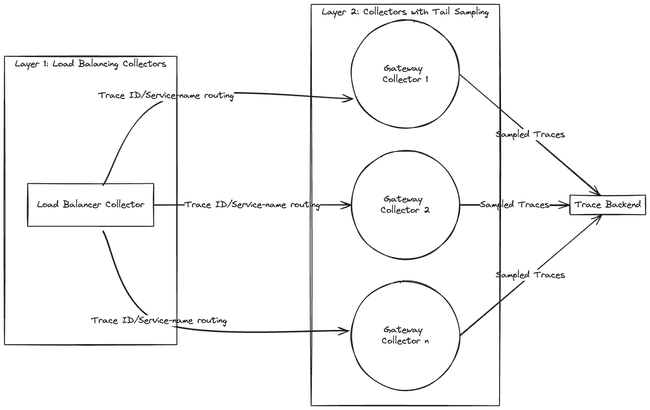 Layer 2: Collectors with Tail Sampling
Layer 1: Load Balancing Collectors
Gateway
Collector 1
Trace ID/Service-name routing
Sampled Traces
Load Balancer Collector
Trace ID/Service-name routing
Gateway
Collector 2
Sampled Traces
Trace Backend
Sampled Traces
Trace ID/Service-name routing
Gateway
Collector n